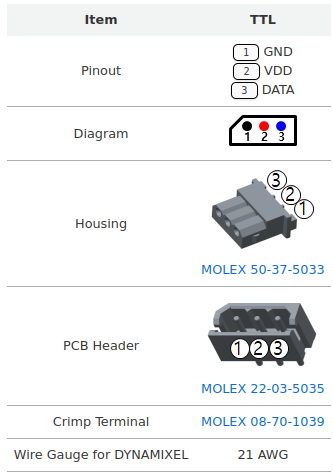 Item TTL
Pinout
1 GND
2 VDD
3 DATA
Diagram
1 2 3
Housing
3
2
1
MOLEX 50-37-5033
PCB Header
1 2 3
MOLEX 22-03-5035
Crimp Terminal MOLEX 08-70-1039
Wire Gauge for DYNAMIXEL 21 AWG